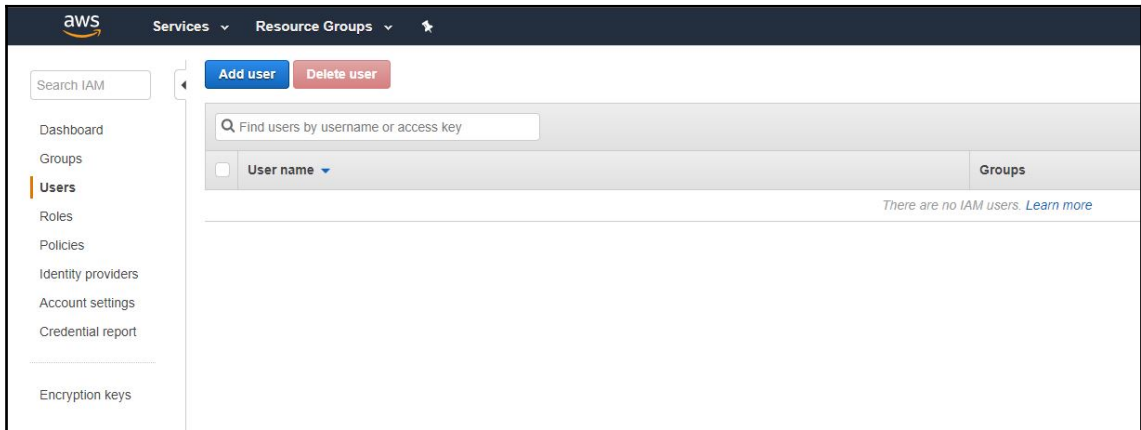 aws Services Resource Groups
Add user Delete user
Search IAM
Find users by username or access key
Dashboard
Groups
Users
Roles
Policies
Identity providers
Account settings
Credential report
Encryption keys
User name Groups
There are no IAM users. Learn more